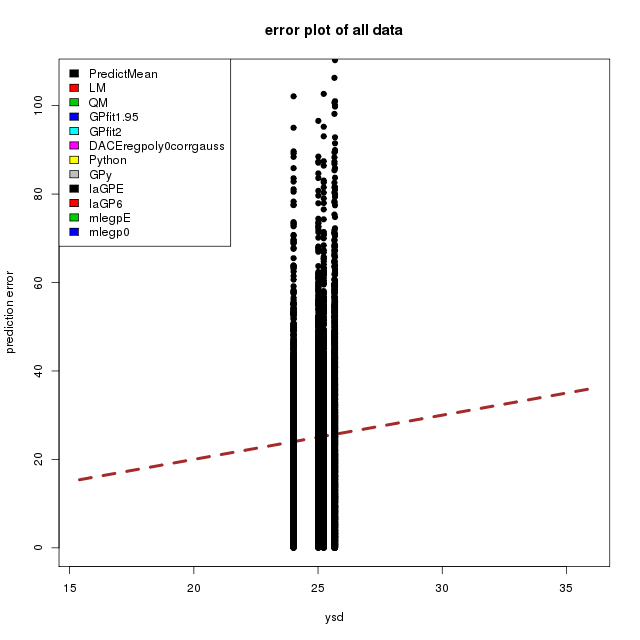 error plot of all data
PredictMean
LM
QM
GPfit1.95
GPfit2
DACEregpoly0corrgauss
Python
GPy
laGPE
laGP6
mlegpE
mlegp0
prediction error
0
20
40
60
80
100
15
20
25
30
35
ysd